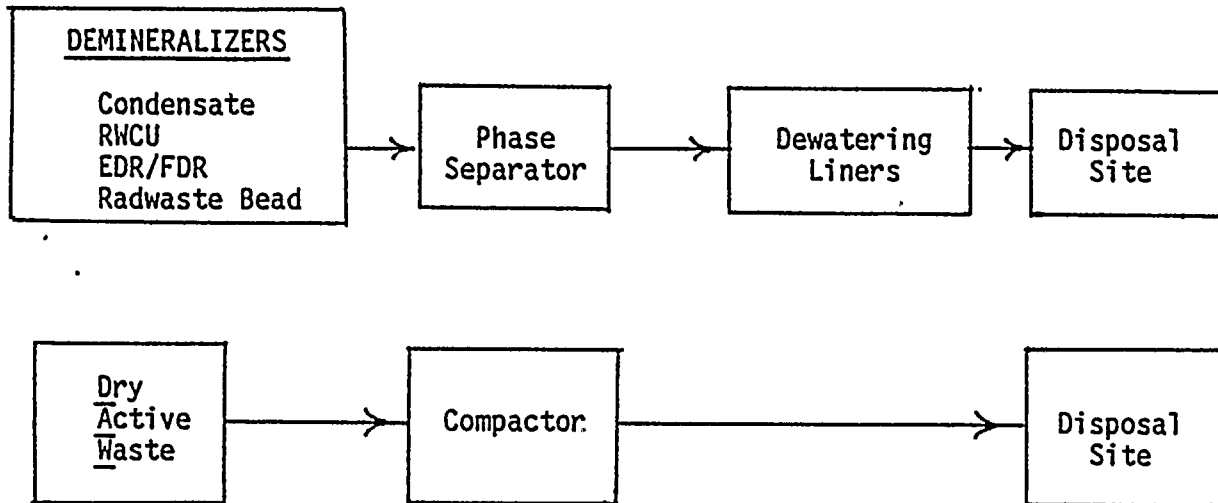 DEMINERALIZERS
Condensate
RWCU
EDR/FDR
Radwaste Bead
Phase
Separator
Dewatering
Liners
Disposal
Site
Dry
Active
Waste
Compactor
Disposal
Site